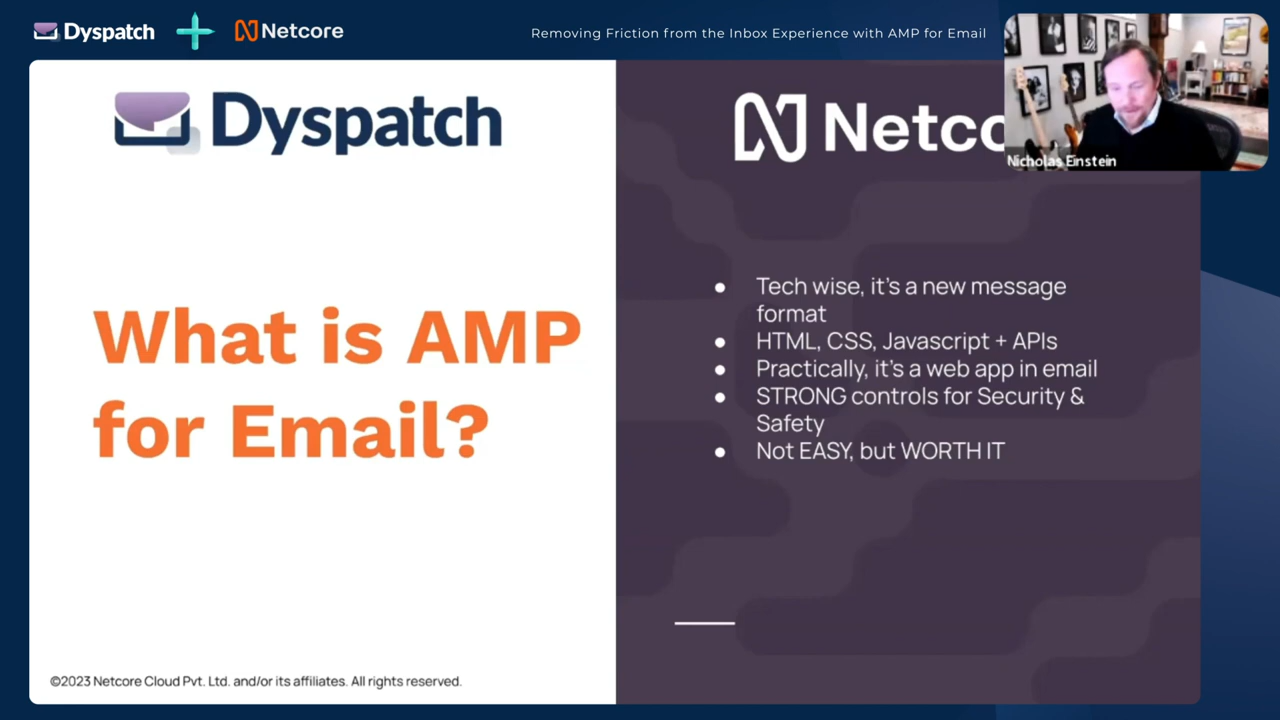 Dyspatch
Netcore
Removing Friction from the Inbox Experience with AMP for Email
Nicholas Einstein
Dyspatch
Netco
What is AMP
for Email?
● Tech wise, it's a new message
format
● HTML, CSS, Javascript + APIs
● Practically, it's a web app in email
● STRONG controls for Security &
Safety
● Not EASY, but WORTH IT
©2023 Netcore Cloud Pvt. Ltd. and/or its affiliates. All rights reserved.